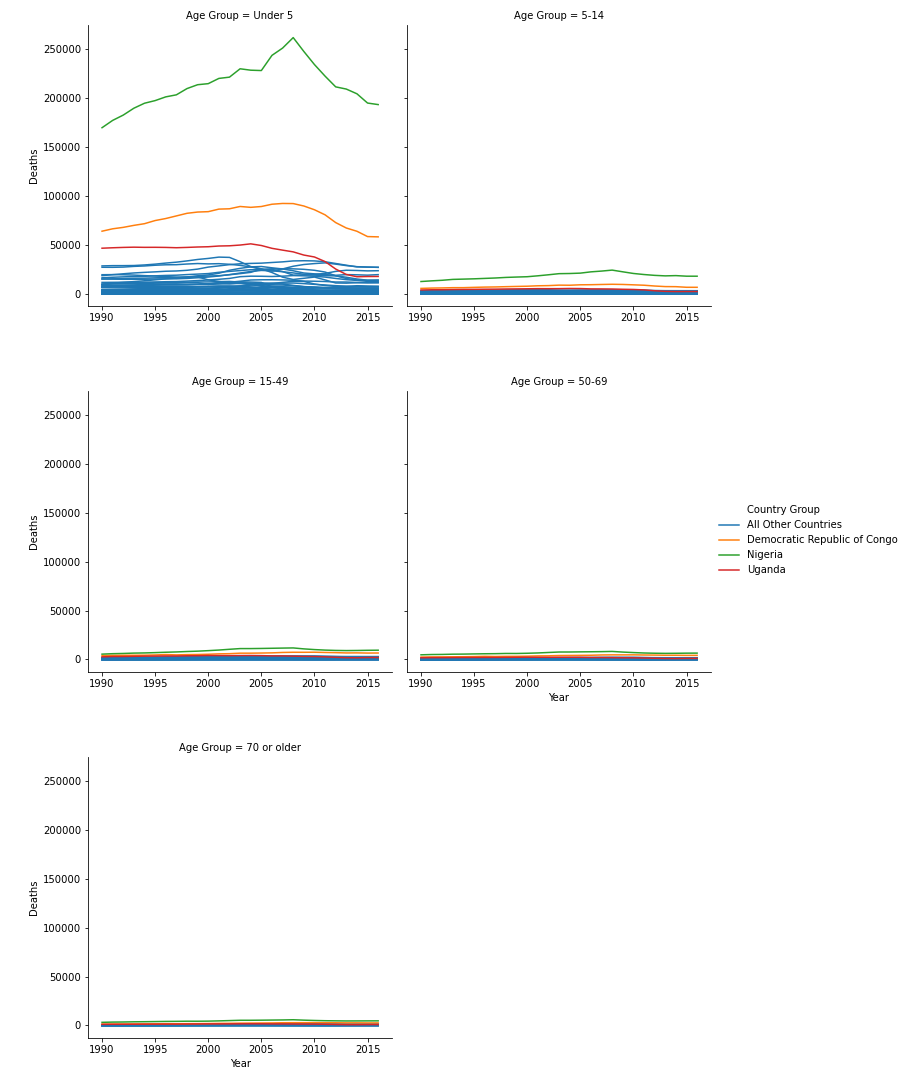 Age Group = Under 5
Age Group = 5-14
250000
200000
150000
100000
50000
0
Deaths
1990 1995 2000 2005 2010 2015
1990 1995 2000 2005 2010 2015
Age Group = 15-49
Age Group = 50-69
250000
200000
150000
100000
50000
0
Deaths
1990 1995 2000 2005 2010 2015
1990 1995 2000 2005 2010 2015
Year
Country Group
All Other Countries
Democratic Republic of Congo
Nigeria
Uganda
Age Group = 70 or older
250000
200000
150000
100000
50000
0
Deaths
1990 1995 2000 2005 2010 2015
Year